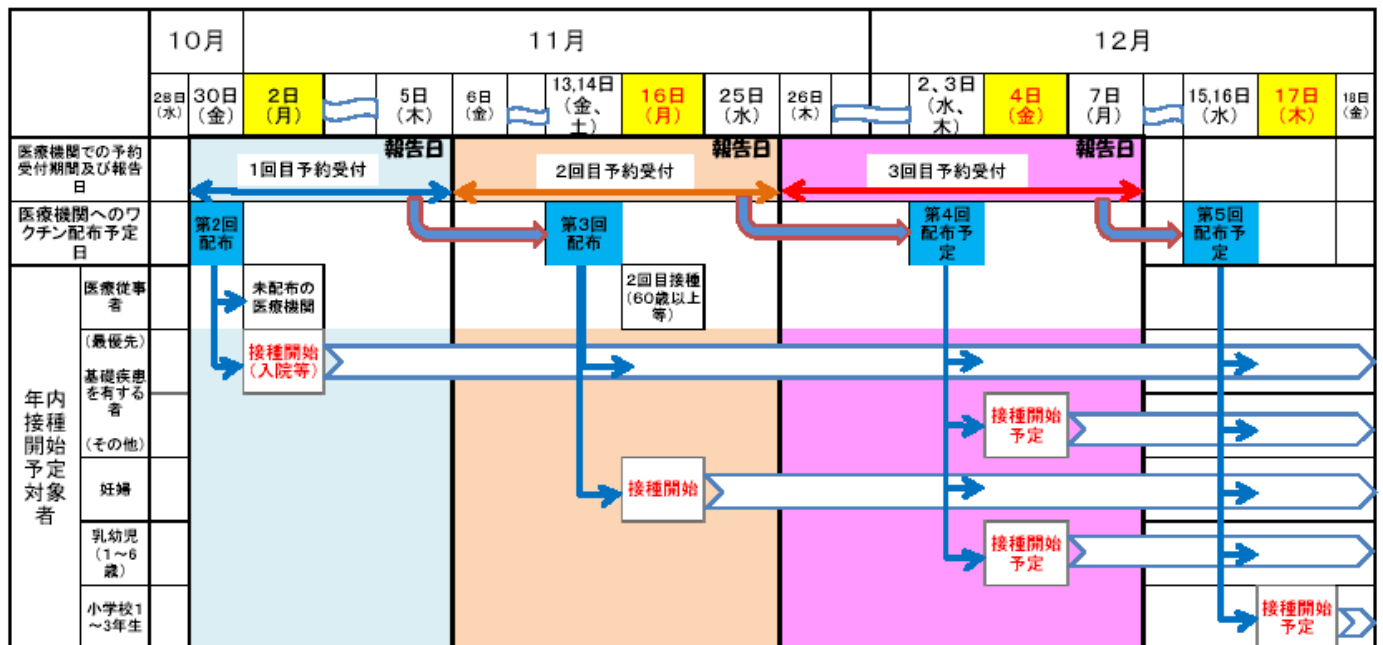 10月
11月
12月
28日
(水)
30日
(金)
2日
(月)
5日
(木)
6日
(金)
13,14日
(金、
土)
16日
(月)
25日
(水)
26日
(木)
2、3日
(水、
木)
4日
(金)
7日
(月)
15,16日
(水)
17日
(木)
18日
(金)
医療機関での予約
受付期間及び報告
日
1回目予約受付
報告日
2回目予約受付
報告日
3回目予約受付
報告日
医療機関へのワ
クチン配布予定
日
第2回
配布
第3回
配布
第4回
配布予
定
第5回
配布予
定
年内
接種
開始
予定
対象
者
医療従事
者
未配布の
医療機関
2回目接種
(60歳以上
等)
(最優先)
基礎疾患
を有する
者
(その他)
接種開始
(入院等)
接種開始
予定
妊婦
接種開始
乳幼児
(1~6
歳)
接種開始
予定
小学校1
~3年生
接種開始
予定